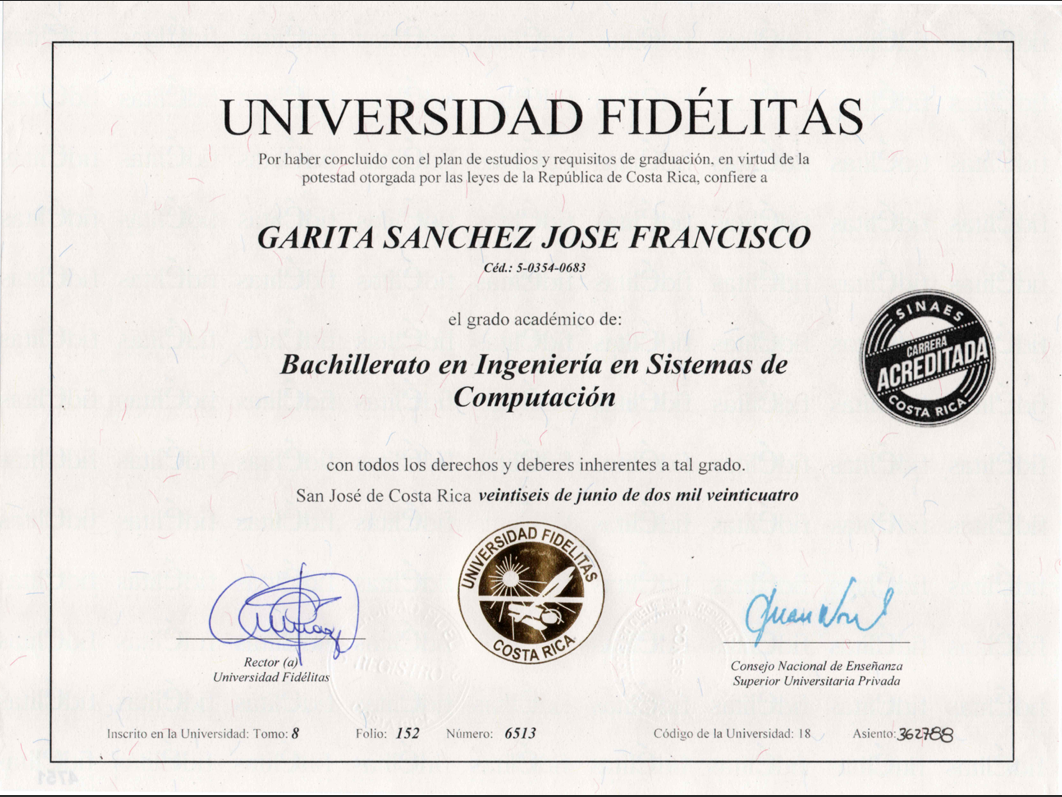 UNIVERSIDAD FIDÉLITAS
Por haber concluido con el plan de estudios y requisitos de graduación, en virtud de la
potestad otorgada por las leyes de la República de Costa Rica, confiere a
GARITA SANCHEZ JOSE FRANCISCO
Céd.: 5-0354-0683
el grado académico de:
Bachillerato en Ingeniería en Sistemas de
Computación
SINAES
CARRERA
ACREDITADA
COSTA RICA
con todos los derechos y deberes inherentes a tal grado.
San José de Costa Rica veintiseis de junio de dos mil veinticuatro
UNIVERSIDAD FIDELITAS
COSTA RICA
Rector (a)
Universidad Fidélitas
Consejo Nacional de Enseñanza
Superior Universitaria Privada
Inscrito en la Universidad: Tomo: 8 Folio: 152 Número: 6513 Código de la Universidad: 18 Asiento: 362788